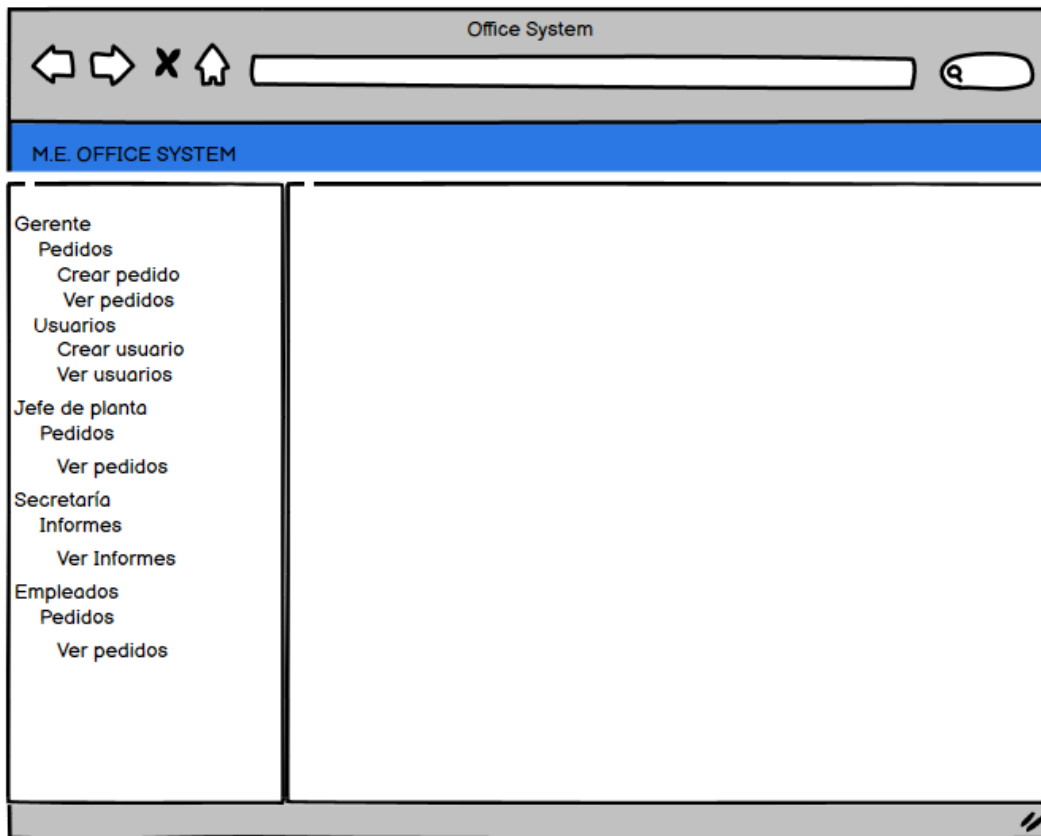 Office System
M.E. OFFICE SYSTEM
Gerente
Pedidos
Crear pedido
Ver pedidos
Usuarios
Crear usuario
Ver usuarios
Jefe de planta
Pedidos
Ver pedidos
Secretaría
Informes
Ver Informes
Empleados
Pedidos
Ver pedidos